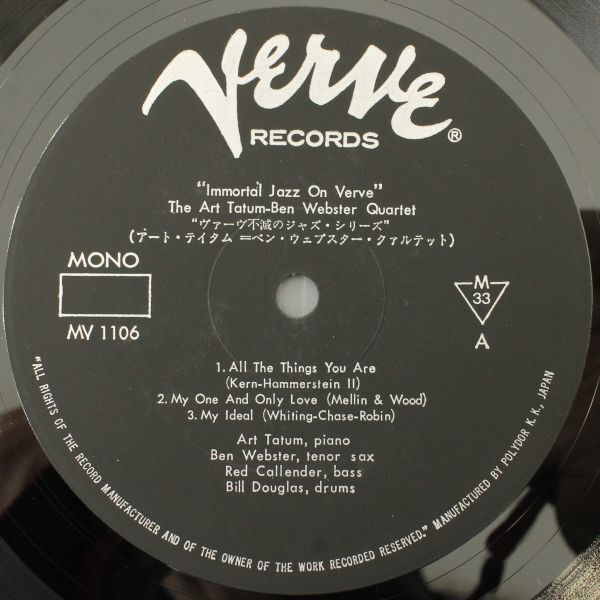 Verve
RECORDS ®
"Immortal Jazz On Verve"
The Art Tatum-Ben Webster Quartet
"ヴァーヴ不滅のジャズ・シリーズ"
(アート・テイタム＝ベン・ウェブスター・クァルテット)
MONO
MV 1106
M
33
A
1. All The Things You Are
(Kern-Hammerstein II)
2. My One And Only Love (Mellin & Wood)
3. My Ideal (Whiting-Chase-Robin)
Art Tatum, piano
Ben Webster, tenor sax
Red Callender, bass
Bill Douglas, drums
"ALL RIGHTS OF THE RECORD MANUFACTURER AND OF THE OWNER OF THE WORK RECORDED RESERVED." MANUFACTURED BY POLYDOR K. K., JAPAN